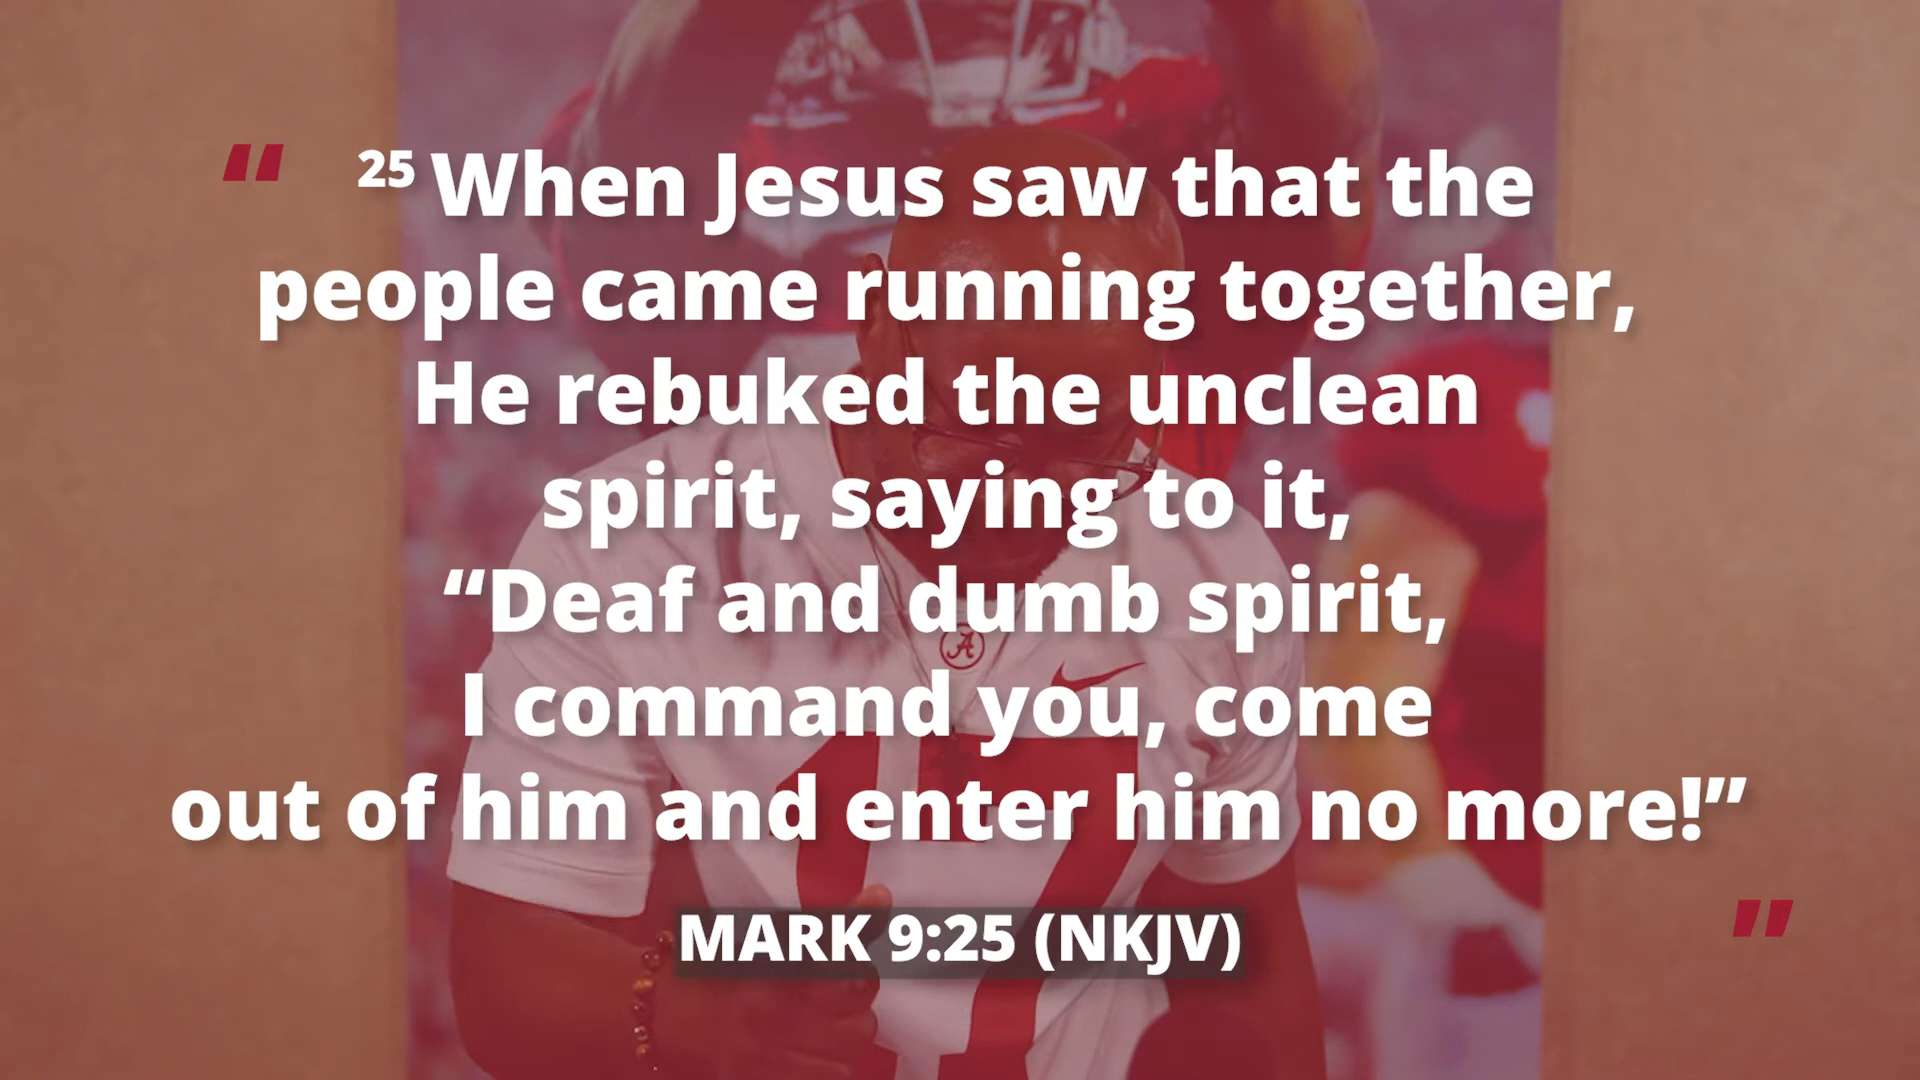 “ 25 When Jesus saw that the
people came running together,
He rebuked the unclean
spirit, saying to it,
“Deaf and dumb spirit,
A
I command you, come
17
out of him and enter him no more!”
MARK 9:25 (NKJV)
”